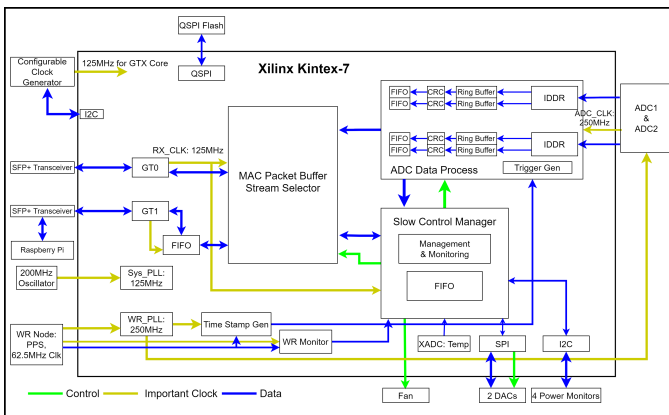 QSPI Flash
Xilinx Kintex-7
125MHz for GTX Core
Configurable
Clock
Generator
QSPI
I2C
FIFO
CRC
Ring Buffer
FIFO
CRC
Ring Buffer
IDDR
FIFO
CRC
Ring Buffer
FIFO
CRC
Ring Buffer
IDDR
ADC Data Process
Trigger Gen
ADC_CLK:
250MHz
ADC1
&
ADC2
RX_CLK: 125MHz
SFP+ Transceiver
GT0
MAC Packet Buffer
Stream Selector
SFP+ Transceiver
GT1
FIFO
Raspberry Pi
Slow Control Manager
Management
& Monitoring
FIFO
200MHz
Oscillator
Sys_PLL:
125MHz
WR Node:
PPS,
62.5MHz Clk
WR_PLL:
250MHz
Time Stamp Gen
WR Monitor
XADC: Temp
SPI
I2C
Control
Important Clock
Data
Fan
2 DACs
4 Power Monitors